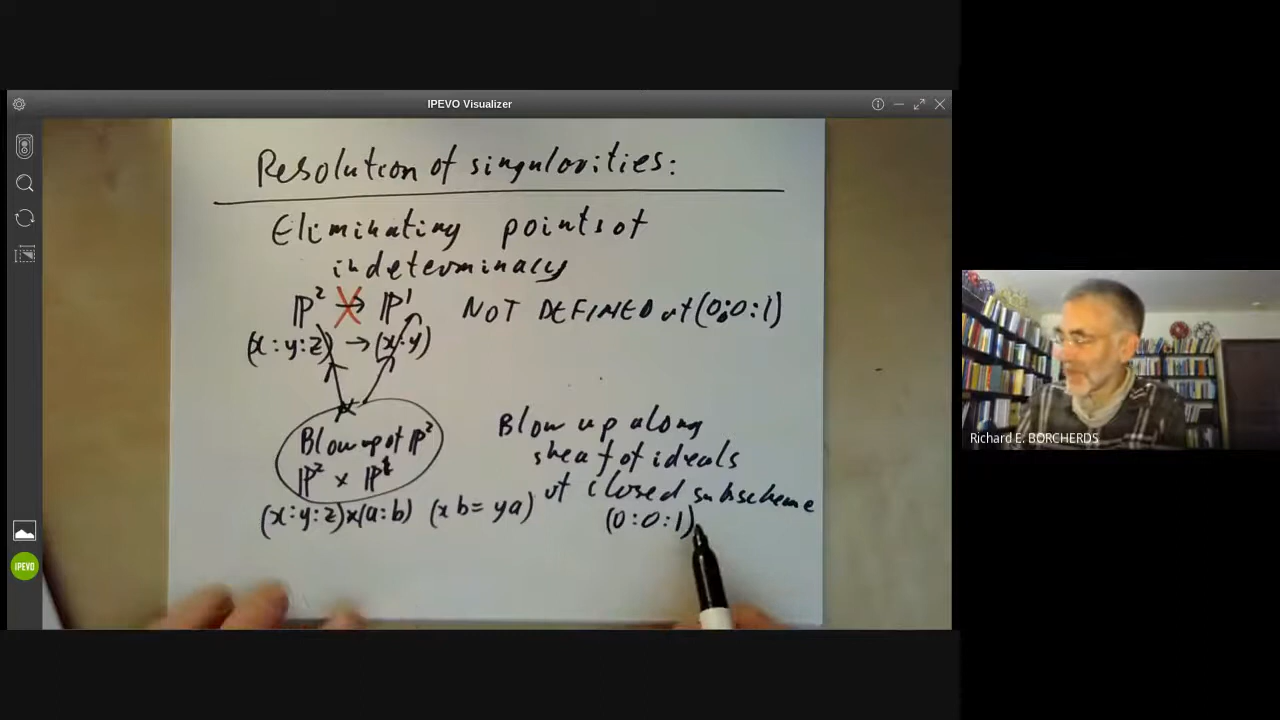 IPEVO Visualizer
Resolution of singularities:
Eliminating points of
indeterminacy
ℙ² → ℙ¹ NOT DEFINED at (0:0:1)
(x:y:z) → (x:y)
Blow up of ℙ²
ℙ² × ℙ¹
(x:y:z)×(a:b) (xb=ya)
Blow up along
sheaf of ideals
of closed subscheme
(0:0:1)
IPEVO
Richard E. BORCHERDS